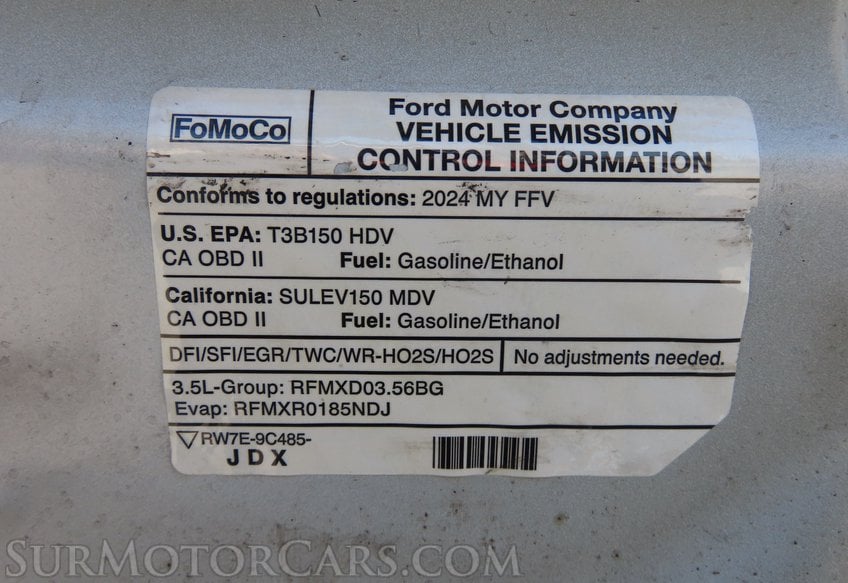 FoMoCo
Ford Motor Company
VEHICLE EMISSION
CONTROL INFORMATION
Conforms to regulations: 2024 MY FFV
U.S. EPA: T3B150 HDV
CA OBD II Fuel: Gasoline/Ethanol
California: SULEV150 MDV
CA OBD II Fuel: Gasoline/Ethanol
DFI/SFI/EGR/TWC/WR-HO2S/HO2S No adjustments needed.
3.5L-Group: RFMXD03.56BG
Evap: RFMXR0185NDJ
RW7E-9C485-
JDX
SURMOTORCARS.COM